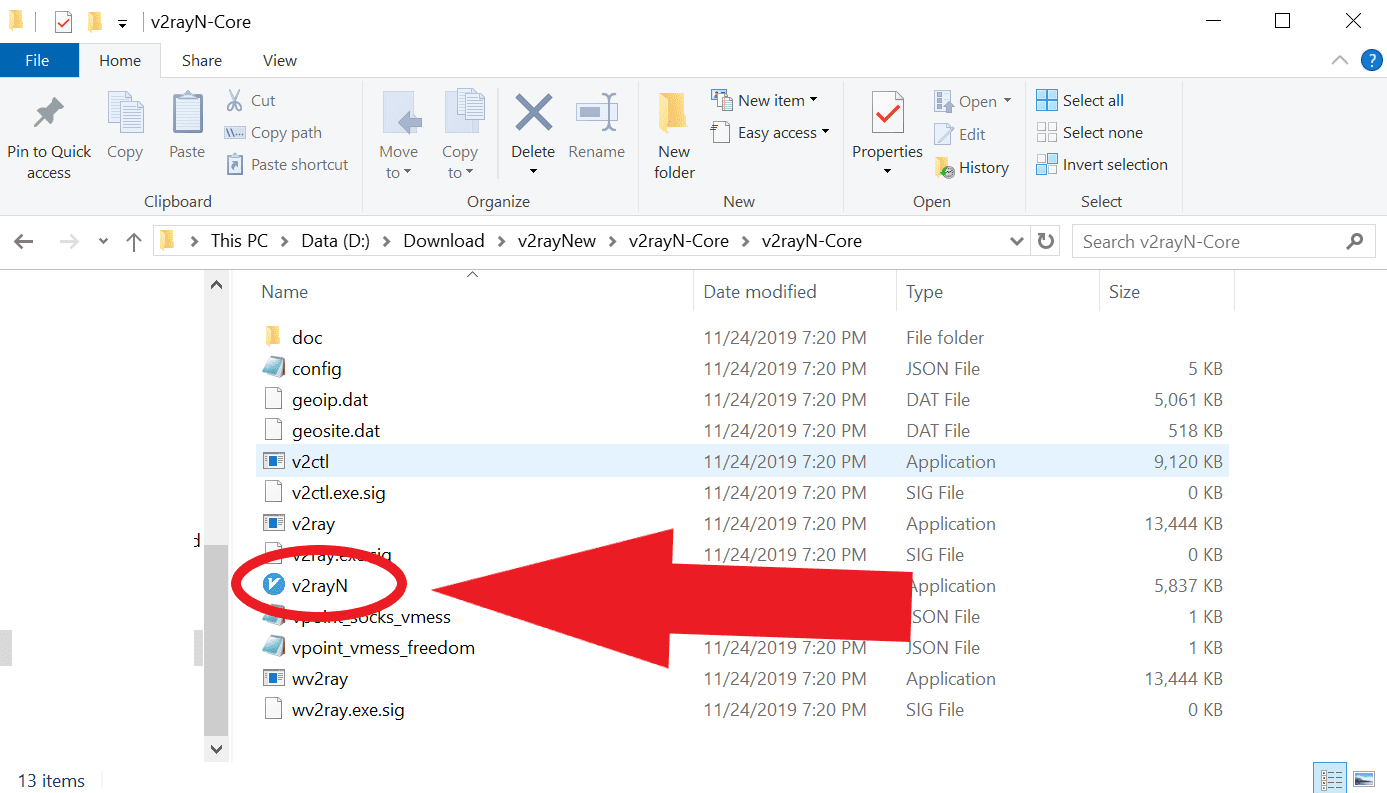 v2rayN-Core
File Home Share View
Pin to Quick access
Copy
Paste
Cut
Copy path
Paste shortcut
Clipboard
Move to
Copy to
Delete
Rename
Organize
New folder
New item
Easy access
New
Properties
Open
Edit
History
Open
Select all
Select none
Invert selection
Select
This PC > Data (D:) > Download > v2rayNew > v2rayN-Core > v2rayN-Core
Search v2rayN-Core
Name Date modified Type Size
doc 11/24/2019 7:20 PM File folder
config 11/24/2019 7:20 PM JSON File 5 KB
geoip.dat 11/24/2019 7:20 PM DAT File 5,061 KB
geosite.dat 11/24/2019 7:20 PM DAT File 518 KB
v2ctl 11/24/2019 7:20 PM Application 9,120 KB
v2ctl.exe.sig 11/24/2019 7:20 PM SIG File 0 KB
v2ray 11/24/2019 7:20 PM Application 13,444 KB
v2ray.exe.sig 11/24/2019 7:20 PM SIG File 0 KB
v2rayN Application 5,837 KB
vpoint_socks_vmess JSON File 1 KB
vpoint_vmess_freedom 11/24/2019 7:20 PM JSON File 1 KB
wv2ray 11/24/2019 7:20 PM Application 13,444 KB
wv2ray.exe.sig 11/24/2019 7:20 PM SIG File 0 KB
d
13 items